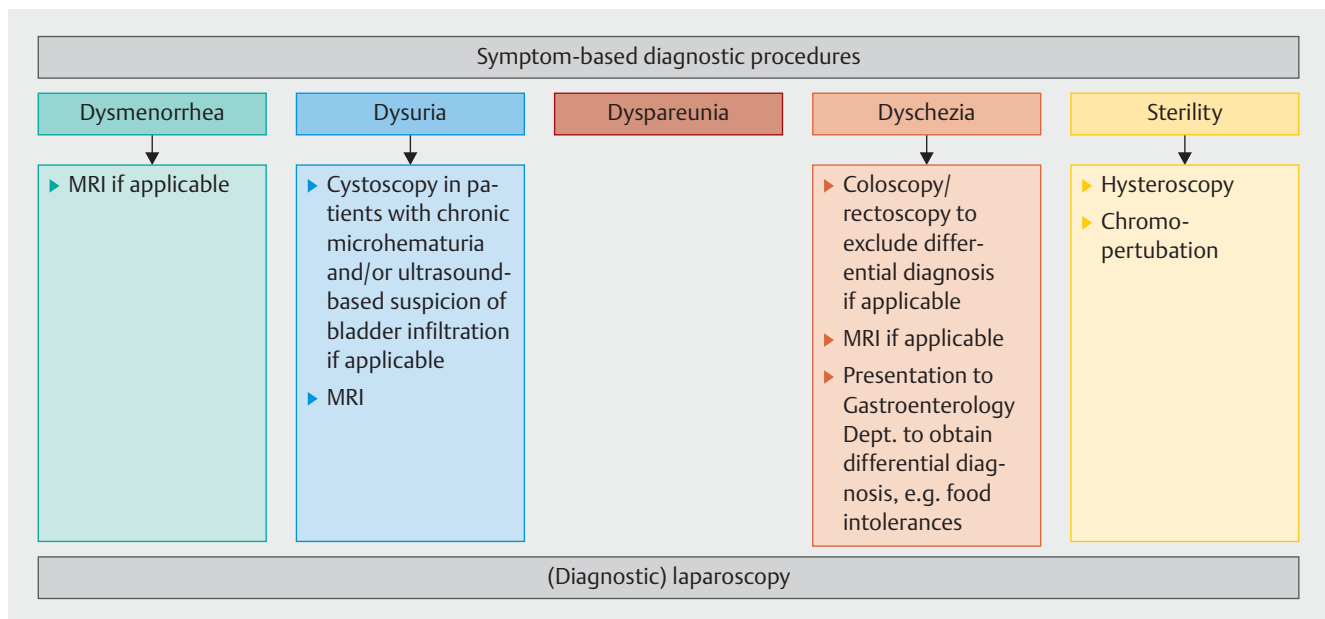 Symptom-based diagnostic procedures
Dysmenorrhea
MRI if applicable
Dysuria
Cystoscopy in pa-
tients with chronic
microhematuria
and/or ultrasound-
based suspicion of
bladder infiltration
if applicable
MRI
Dyspareunia
Dyschezia
Coloscopy/
rectoscopy to
exclude differ-
ential diagnosis
if applicable
MRI if applicable
Presentation to
Gastroenterology
Dept. to obtain
differential diag-
nosis, e.g. food
intolerances
Sterility
Hysteroscopy
Chromo-
pertubation
(Diagnostic) laparoscopy